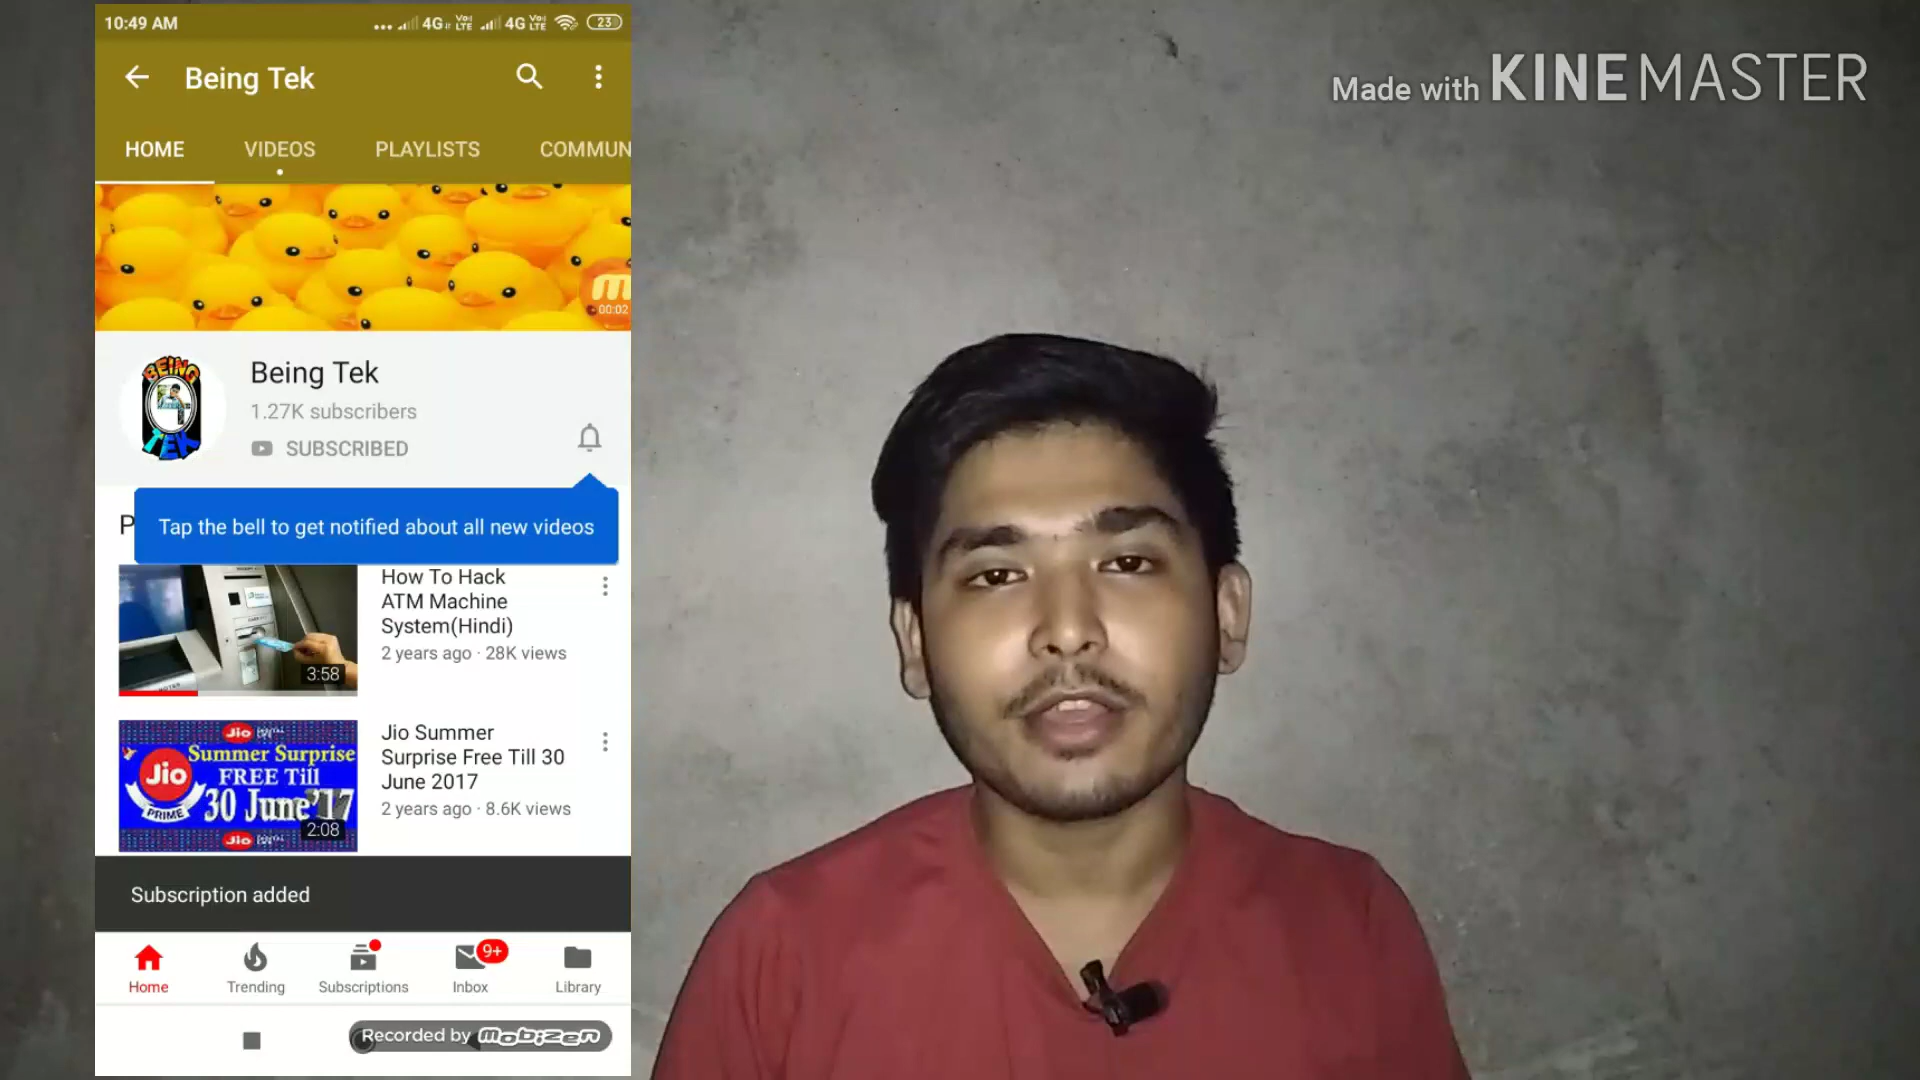 10:49 AM
4G VoLTE 4G VoLTE 23
Being Tek
HOME VIDEOS PLAYLISTS COMMUN
00:02
BEING
TEK
Being Tek
1.27K subscribers
SUBSCRIBED
P
Tap the bell to get notified about all new videos
How To Hack
ATM Machine
System(Hindi)
2 years ago · 28K views
3:58
Jio
Summer Surprise
Jio FREE Till
PRIME 30 June'17
Jio
2:08
Jio Summer
Surprise Free Till 30
June 2017
2 years ago · 8.6K views
Subscription added
9+
Home Trending Subscriptions Inbox Library
Recorded by mobizen
Made with KINEMASTER